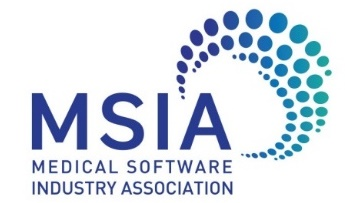 MSIA
MEDICAL SOFTWARE
INDUSTRY ASSOCIATION